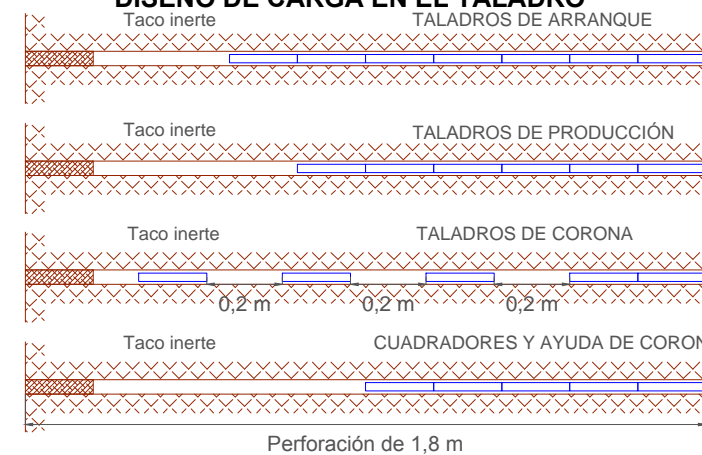 DISEÑO DE CARGA EN EL TALADRO
Taco inerte TALADROS DE ARRANQUE
Taco inerte TALADROS DE PRODUCCIÓN
Taco inerte TALADROS DE CORONA
0,2 m 0,2 m 0,2 m
Taco inerte CUADRADORES Y AYUDA DE CORON
Perforación de 1,8 m